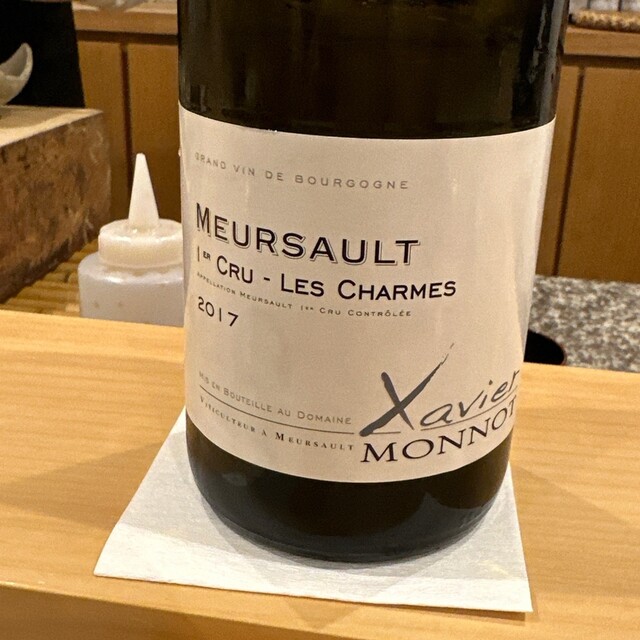 GRAND VIN DE BOURGOGNE
MEURSAULT
1ER CRU - LES CHARMES
APPELLATION MEURSAULT 1ER CRU CONTRÔLÉE
2017
MIS EN BOUTEILLE AU DOMAINE
VITICULTEUR À MEURSAULT
Xavier
MONNOT